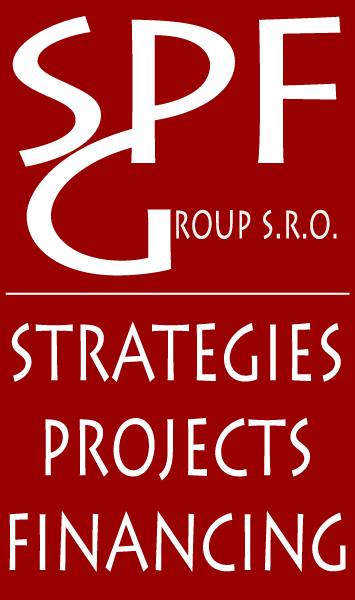 SPF
GROUP S.R.O.
STRATEGIES
PROJECTS
FINANCING